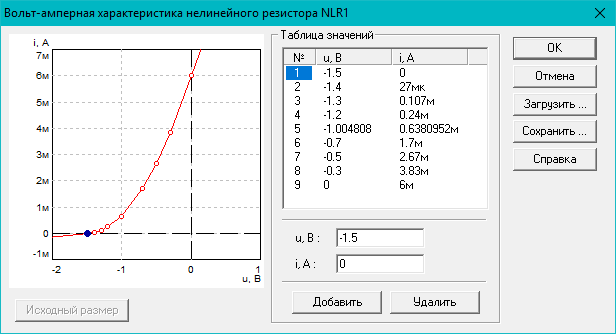 Вольт-амперная характеристика нелинейного резистора NLR1
i, А
7м
6м
5м
4м
3м
2м
1м
0
-1м
-2 -1 0 1
u, В
Исходный размер
Таблица значений
№ u, В i, А
1 -1.5 0
2 -1.4 27мк
3 -1.3 0.107м
4 -1.2 0.24м
5 -1.004808 0.6380952м
6 -0.7 1.7м
7 -0.5 2.67м
8 -0.3 3.83м
9 0 6м
u, В : -1.5
i, А : 0
Добавить Удалить
OK
Отмена
Загрузить ...
Сохранить ...
Справка